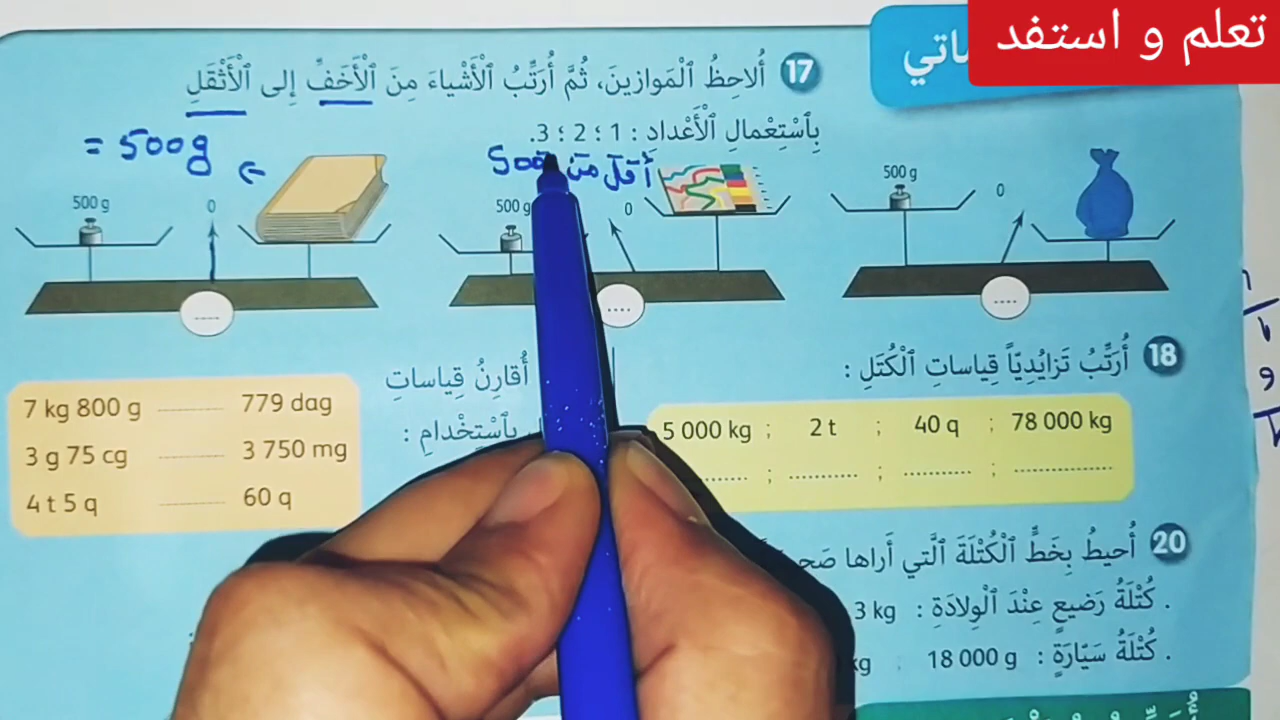 تعلم و استفد
17 أُلاحِظُ ٱلْمَوازينَ، ثُمَّ أُرَتِّبُ ٱلْأَشْياءَ مِنَ ٱلْأَخَفِّ إِلى ٱلْأَثْقَلِ
بِٱسْتِعْمالِ ٱلْأَعْدادِ : 1 ؛ 2 ؛ 3.
= 500g
أقل من 500
500 g 0
500 g 0
500 g 0
....
....
....
18 أُرَتِّبُ تَزايُدِيّاً قِياساتِ ٱلْكُتَلِ :
5 000 kg ; 2 t ; 40 q ; 78 000 kg
........ ; ........... ; ........... ; ................
أُقارِنُ قِياساتِ
بِٱسْتِخْدامِ :
7 kg 800 g ............ 779 dag
3 g 75 cg ............ 3 750 mg
4 t 5 q ............ 60 q
20 أُحيطُ بِخَطٍّ ٱلْكُتْلَةَ ٱلَّتي أَراها
. كُتْلَةُ رَضيعٍ عِنْدَ ٱلْوِلادَةِ : 3 kg
. كُتْلَةُ سَيّارَةٍ : 18 000 g ; kg